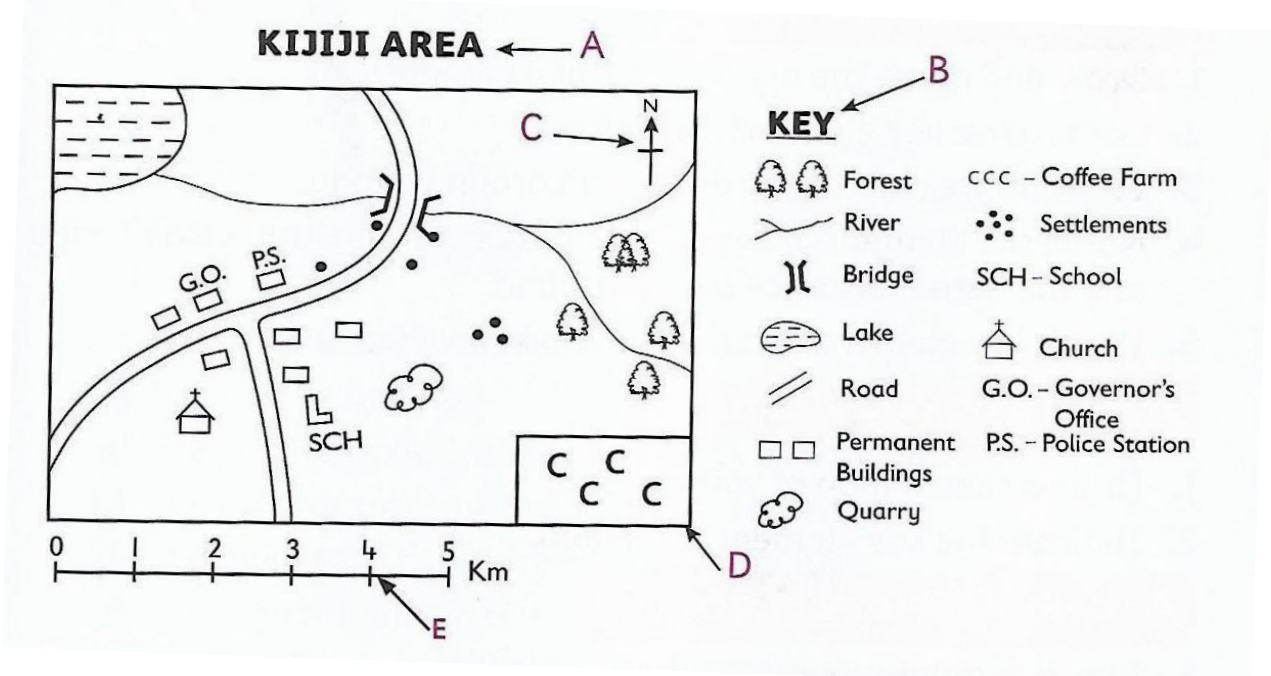 KIJIJI AREA A
B
KEY
N
C
Forest
CCC – Coffee Farm
River
Settlements
Bridge
SCH – School
Lake
Church
Road
G.O. – Governor's
Office
Permanent
Buildings
P.S. – Police Station
Quarry
P.S.
G.O.
SCH
C C
C C
D
0 1 2 3 4 5 Km
E